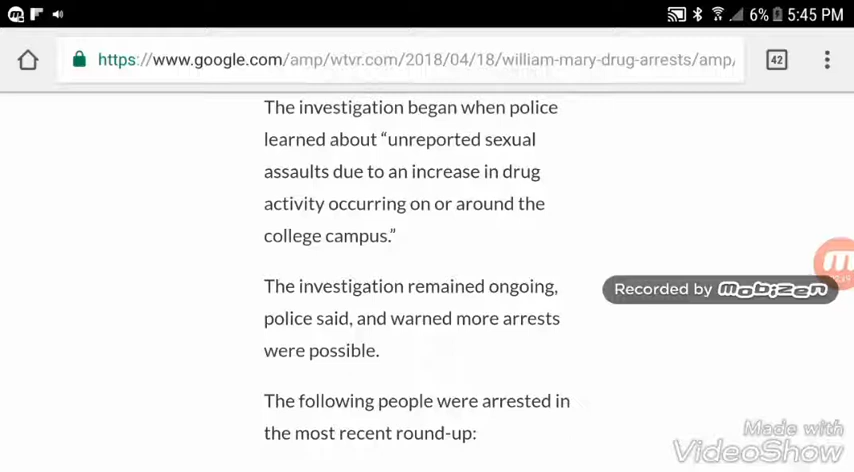 6% 5:45 PM
https://www.google.com/amp/wtvr.com/2018/04/18/william-mary-drug-arrests/amp/
42
The investigation began when police
learned about “unreported sexual
assaults due to an increase in drug
activity occurring on or around the
college campus.”
Recorded by mobizen
The investigation remained ongoing,
police said, and warned more arrests
were possible.
The following people were arrested in
the most recent round-up:
Made with
VideoShow